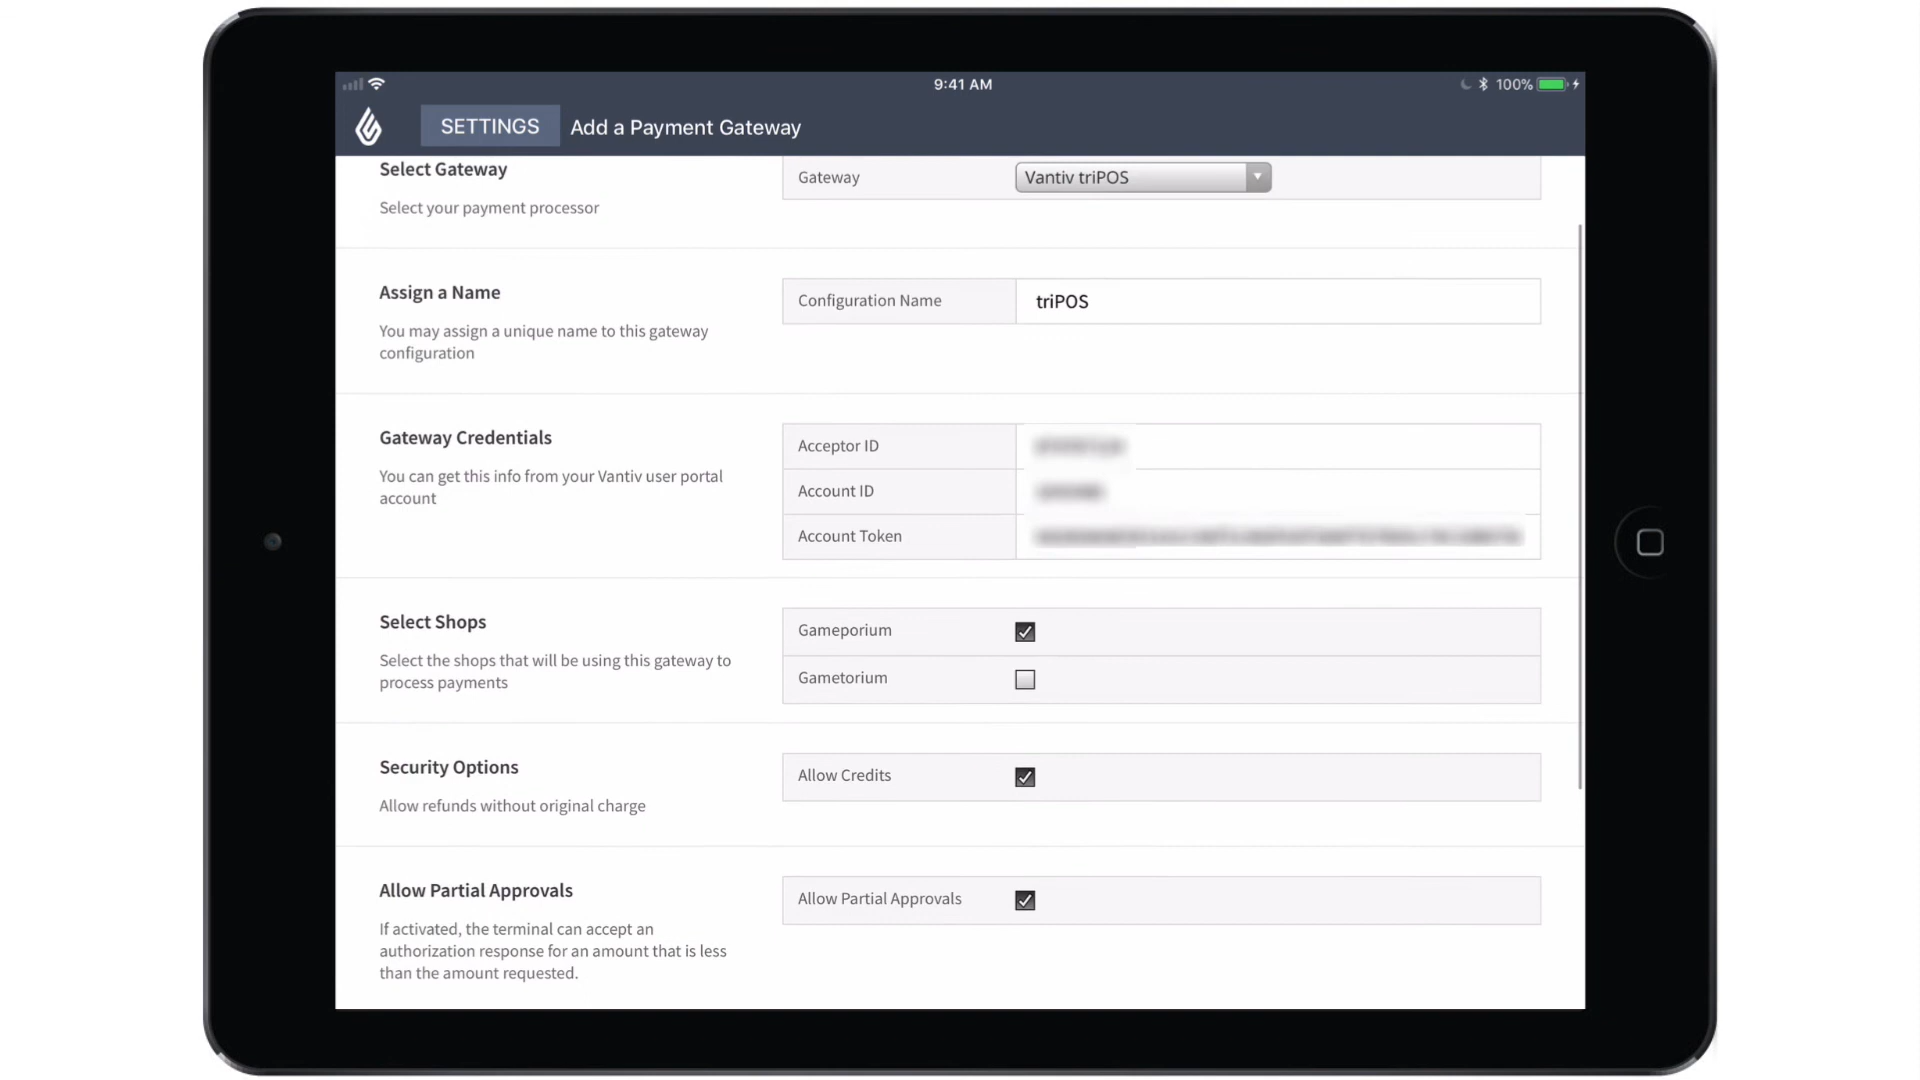 9:41 AM
100%
SETTINGS Add a Payment Gateway
Select Gateway
Select your payment processor
Gateway Vantiv triPOS
Assign a Name
You may assign a unique name to this gateway
configuration
Configuration Name triPOS
Gateway Credentials
You can get this info from your Vantiv user portal
account
Acceptor ID
Account ID
Account Token
Select Shops
Select the shops that will be using this gateway to
process payments
Gameporium
Gametorium
Security Options
Allow refunds without original charge
Allow Credits
Allow Partial Approvals
If activated, the terminal can accept an
authorization response for an amount that is less
than the amount requested.
Allow Partial Approvals